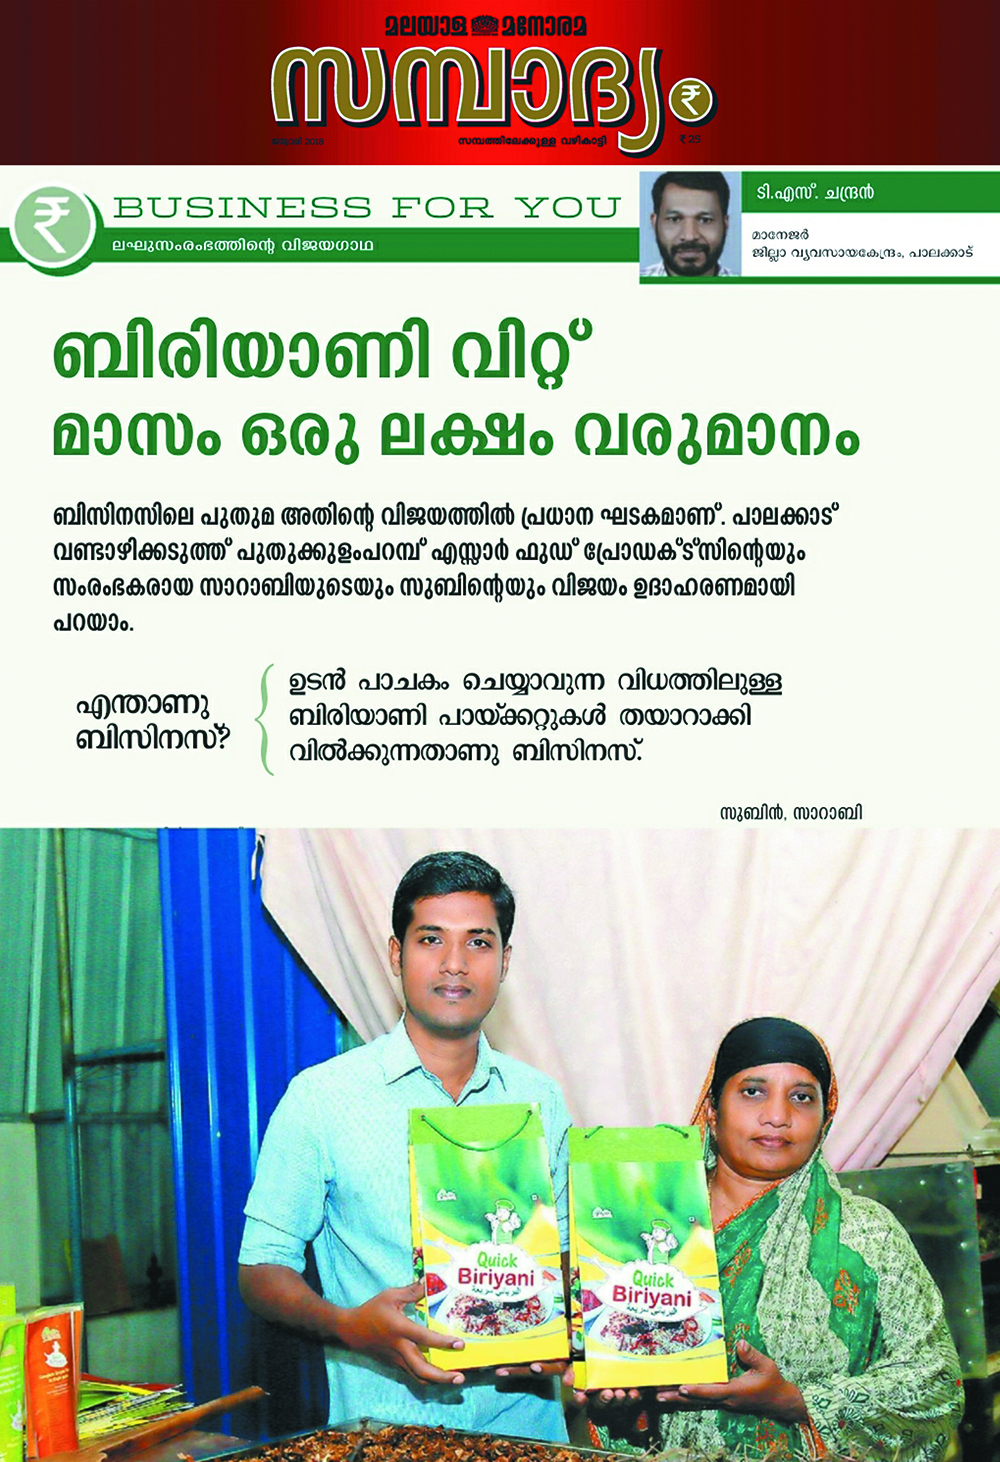 മലയാള മനോരമ
സമ്പാദ്യം
2018
സമ്പത്തിലേക്കുള്ള വഴികാട്ടി
₹ 25
BUSINESS FOR YOU
ലഘുസംരംഭത്തിന്റെ വിജയഗാഥ
ടി.എസ്. ചന്ദ്രൻ
മാനേജർ
ജില്ലാ വ്യവസായകേന്ദ്രം, പാലക്കാട്
ബിരിയാണി വിറ്റ്
മാസം ഒരു ലക്ഷം വരുമാനം
ബിസിനസിലെ പുതുമ അതിന്റെ വിജയത്തിൽ പ്രധാന ഘടകമാണ്. പാലക്കാട്
വണ്ടാഴിക്കടുത്ത് പുതുക്കുളംപറമ്പ് എസ്സാർ ഫുഡ് പ്രോഡക്ട്സിന്റെയും
സംരംഭകരായ സാറാബിയുടെയും സുബിന്റെയും വിജയം ഉദാഹരണമായി
പറയാം.
എന്താണു
ബിസിനസ്?
ഉടൻ പാചകം ചെയ്യാവുന്ന വിധത്തിലുള്ള
ബിരിയാണി പായ്ക്കറ്റുകൾ തയാറാക്കി
വിൽക്കുന്നതാണു ബിസിനസ്.
സുബിൻ, സാറാബി
Quick
Biriyani
Quick
Biriyani